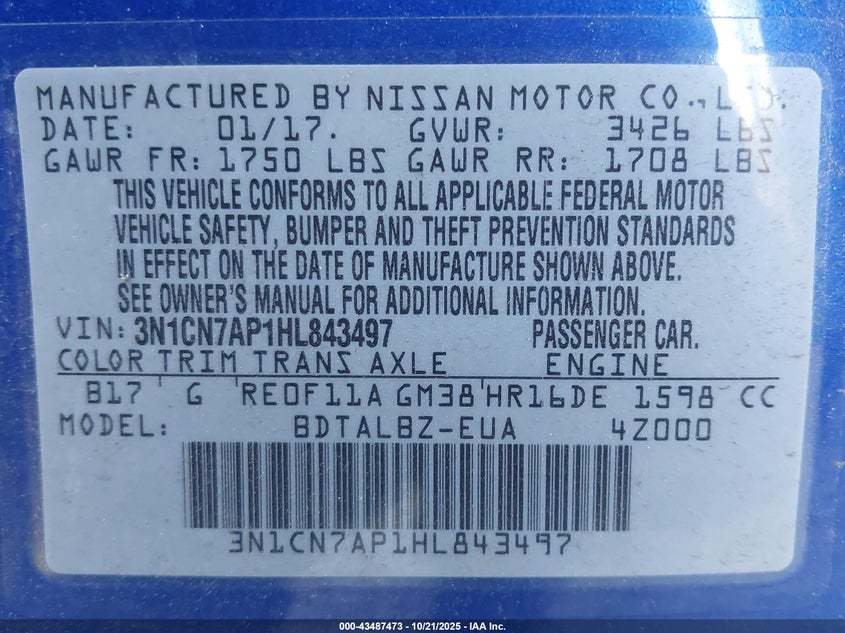 MANUFACTURED BY NISSAN MOTOR CO., LTD.
DATE: 01/17. GVWR: 3426 LBS
GAWR FR: 1750 LBS GAWR RR: 1708 LBS
THIS VEHICLE CONFORMS TO ALL APPLICABLE FEDERAL MOTOR
VEHICLE SAFETY, BUMPER AND THEFT PREVENTION STANDARDS
IN EFFECT ON THE DATE OF MANUFACTURE SHOWN ABOVE.
SEE OWNER'S MANUAL FOR ADDITIONAL INFORMATION.
VIN: 3N1CN7AP1HL843497 PASSENGER CAR.
COLOR TRIM TRANS AXLE ENGINE
B17 G RE0F11A GM38 HR16DE 1598 CC
MODEL: BDTALBZ-EUA 4Z000
3N1CN7AP1HL843497
000-43487473 - 10/21/2025 - IAA Inc.